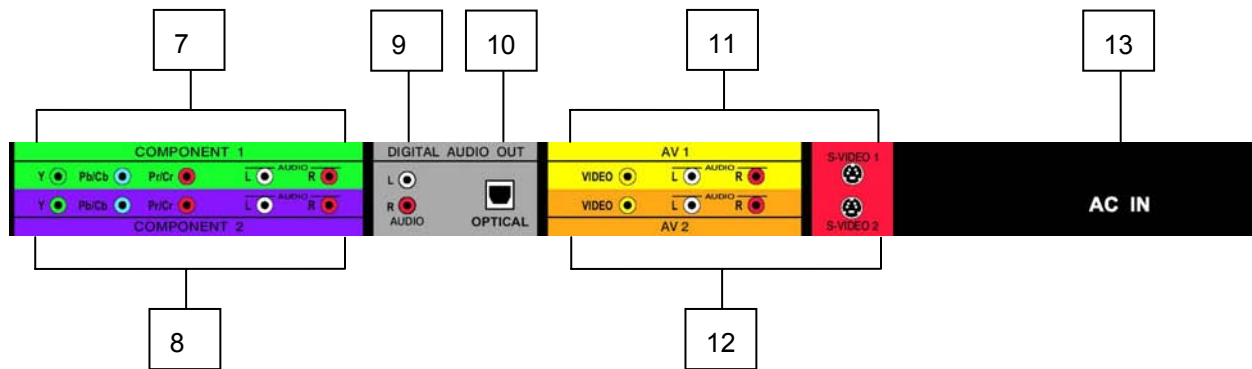 7 9 10 11 13
COMPONENT 1
Y Pb/Cb Pr/Cr L AUDIO R
Y Pb/Cb Pr/Cr L AUDIO R
COMPONENT 2
DIGITAL AUDIO OUT
L
R
AUDIO
OPTICAL
AV 1
VIDEO L AUDIO R
VIDEO L AUDIO R
AV 2
S-VIDEO 1
S-VIDEO 2
AC IN
8 12